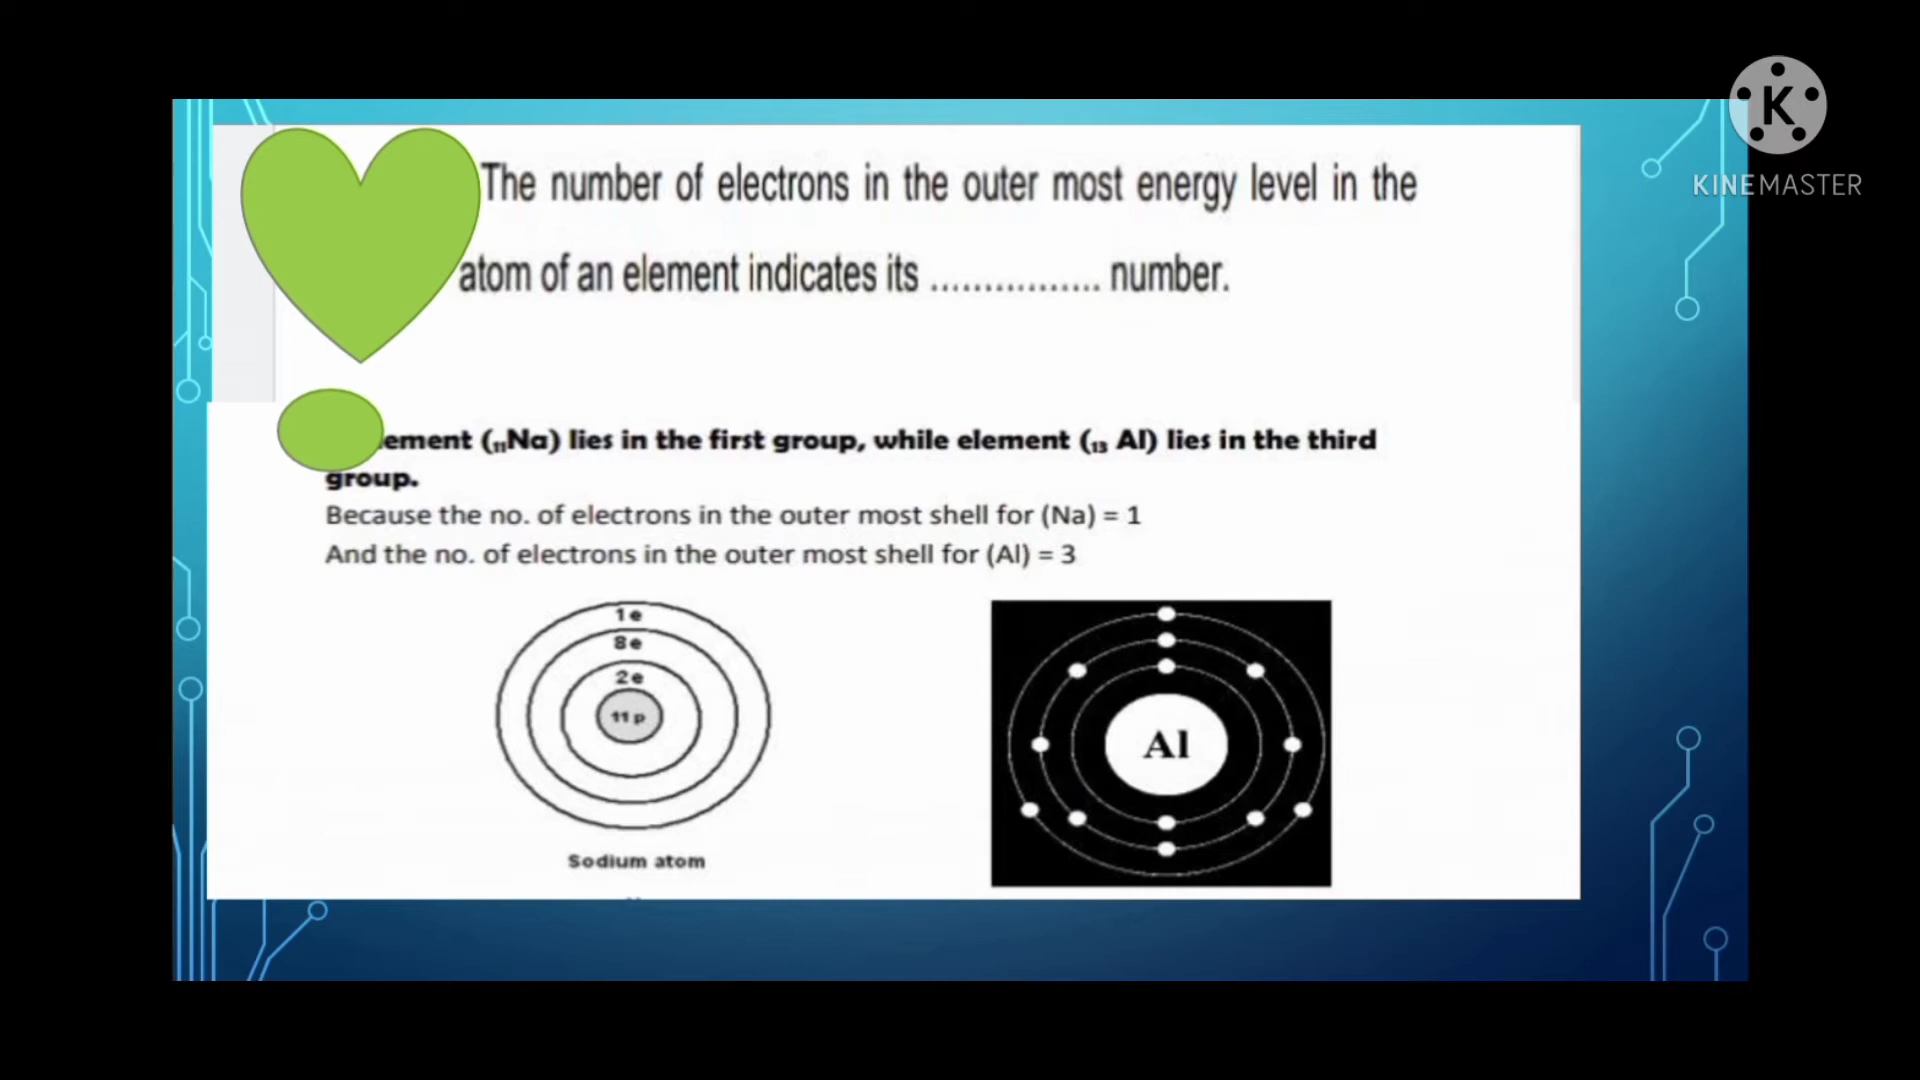 The number of electrons in the outer most energy level in the
atom of an element indicates its ................ number.
ement (₁₁Na) lies in the first group, while element (₁₃ Al) lies in the third
group.
Because the no. of electrons in the outer most shell for (Na) = 1
And the no. of electrons in the outer most shell for (Al) = 3
1e
8e
2e
11p
Sodium atom
Al
K
KINEMASTER